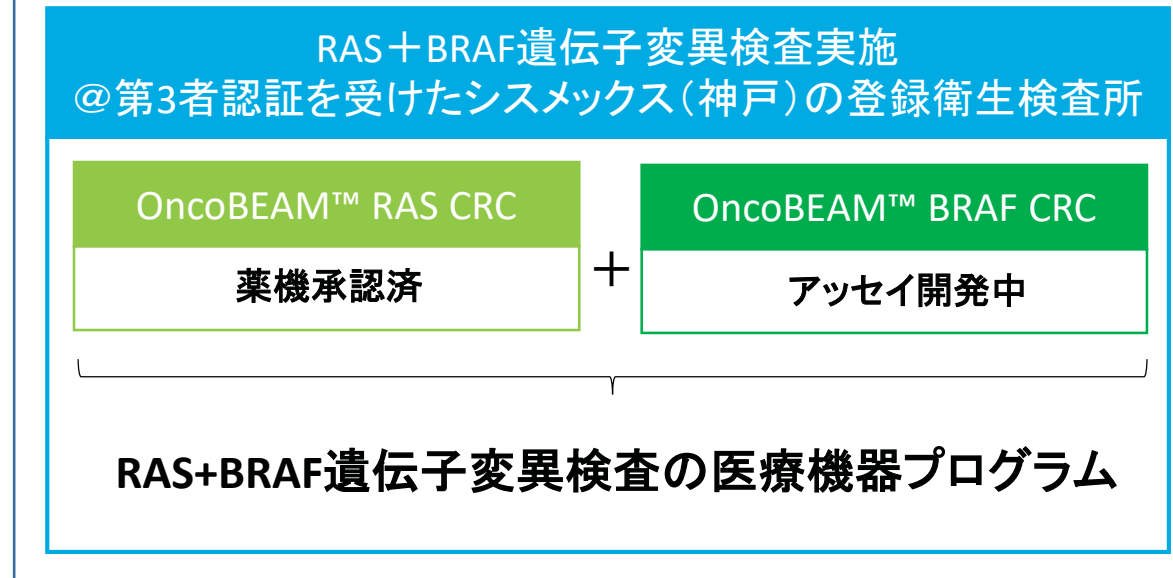 RAS＋BRAF遺伝子変異検査実施
＠第3者認証を受けたシスメックス（神戸）の登録衛生検査所
OncoBEAM™ RAS CRC
薬機承認済
＋
OncoBEAM™ BRAF CRC
アッセイ開発中
RAS+BRAF遺伝子変異検査の医療機器プログラム